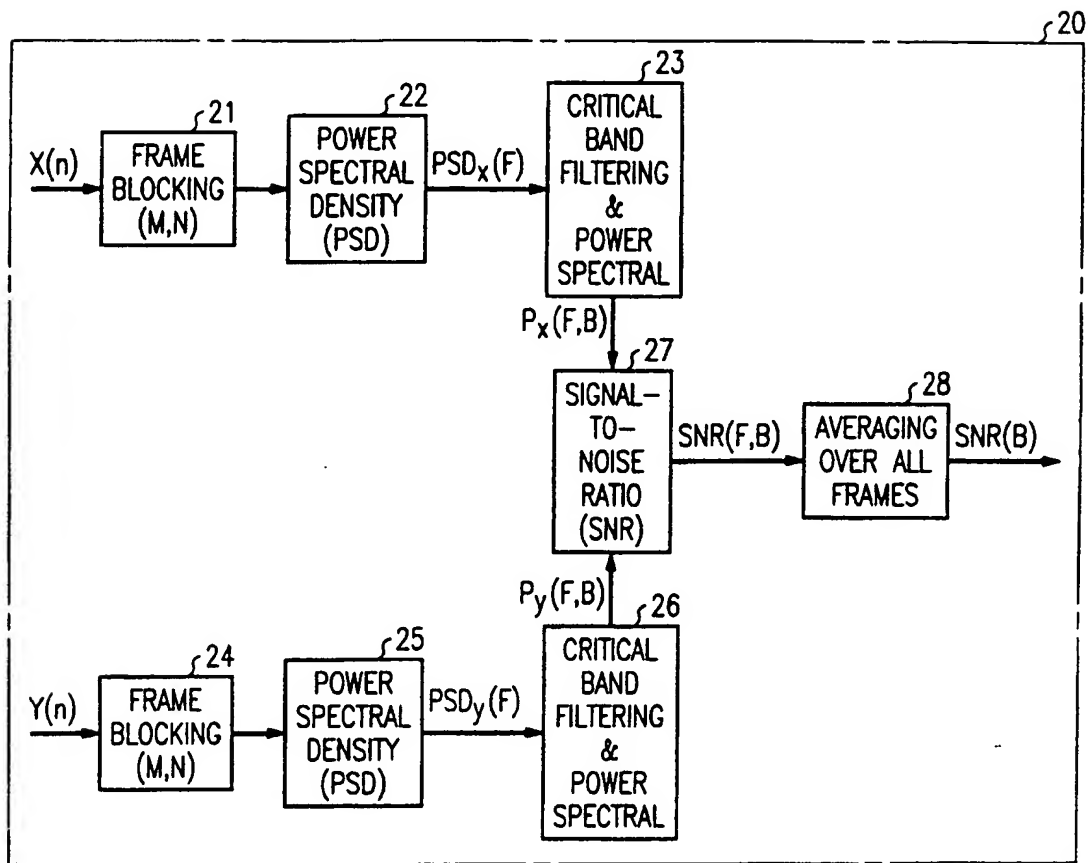 20
21
FRAME
BLOCKING
(M,N)
X(n)
22
POWER
SPECTRAL
DENSITY
(PSD)
PSDx(F)
23
CRITICAL
BAND
FILTERING
&
POWER
SPECTRAL
Px(F,B)
27
SIGNAL–
TO–
NOISE
RATIO
(SNR)
SNR(F,B)
28
AVERAGING
OVER ALL
FRAMES
SNR(B)
Py(F,B)
26
CRITICAL
BAND
FILTERING
&
POWER
SPECTRAL
Y(n)
24
FRAME
BLOCKING
(M,N)
25
POWER
SPECTRAL
DENSITY
(PSD)
PSDy(F)